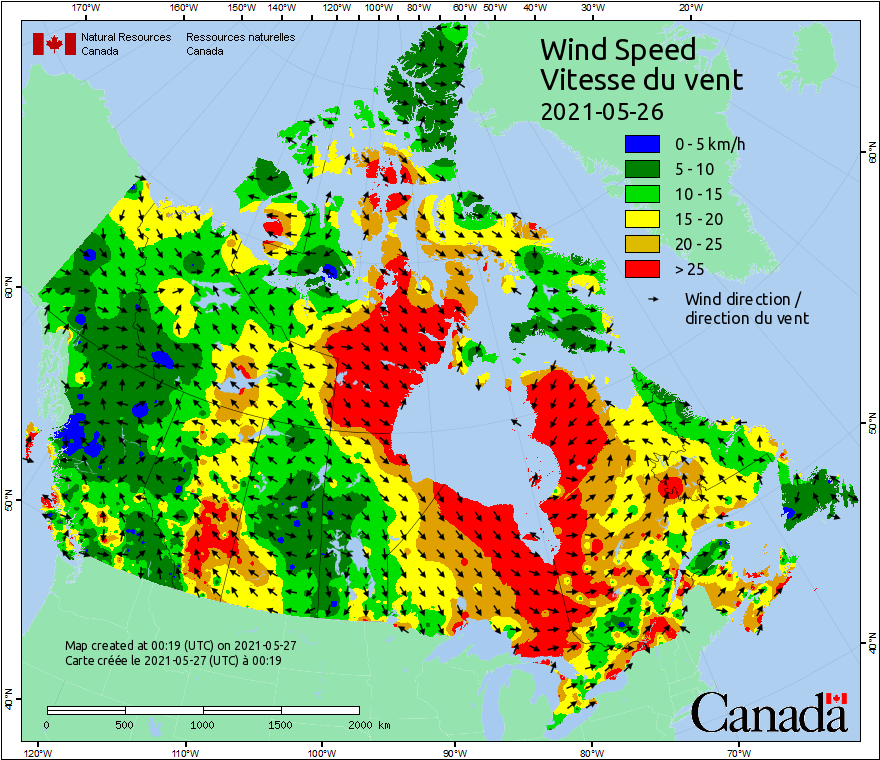 170°W 160°W 150°W 140°W 120°W 100°W 80°W 60°W 50°W 40°W 30°W 20°W
Natural Resources Ressources naturelles
Canada Canada
Wind Speed
Vitesse du vent
2021-05-26
0 - 5 km/h
5 - 10
10 - 15
15 - 20
20 - 25
> 25
Wind direction /
direction du vent
60°N
60°N
50°N
50°N
40°N
40°N
Map created at 00:19 (UTC) on 2021-05-27
Carte créée le 2021-05-27 (UTC) à 00:19
0 500 1000 1500 2000 km
Canada
120°W 110°W 100°W 90°W 80°W 70°W